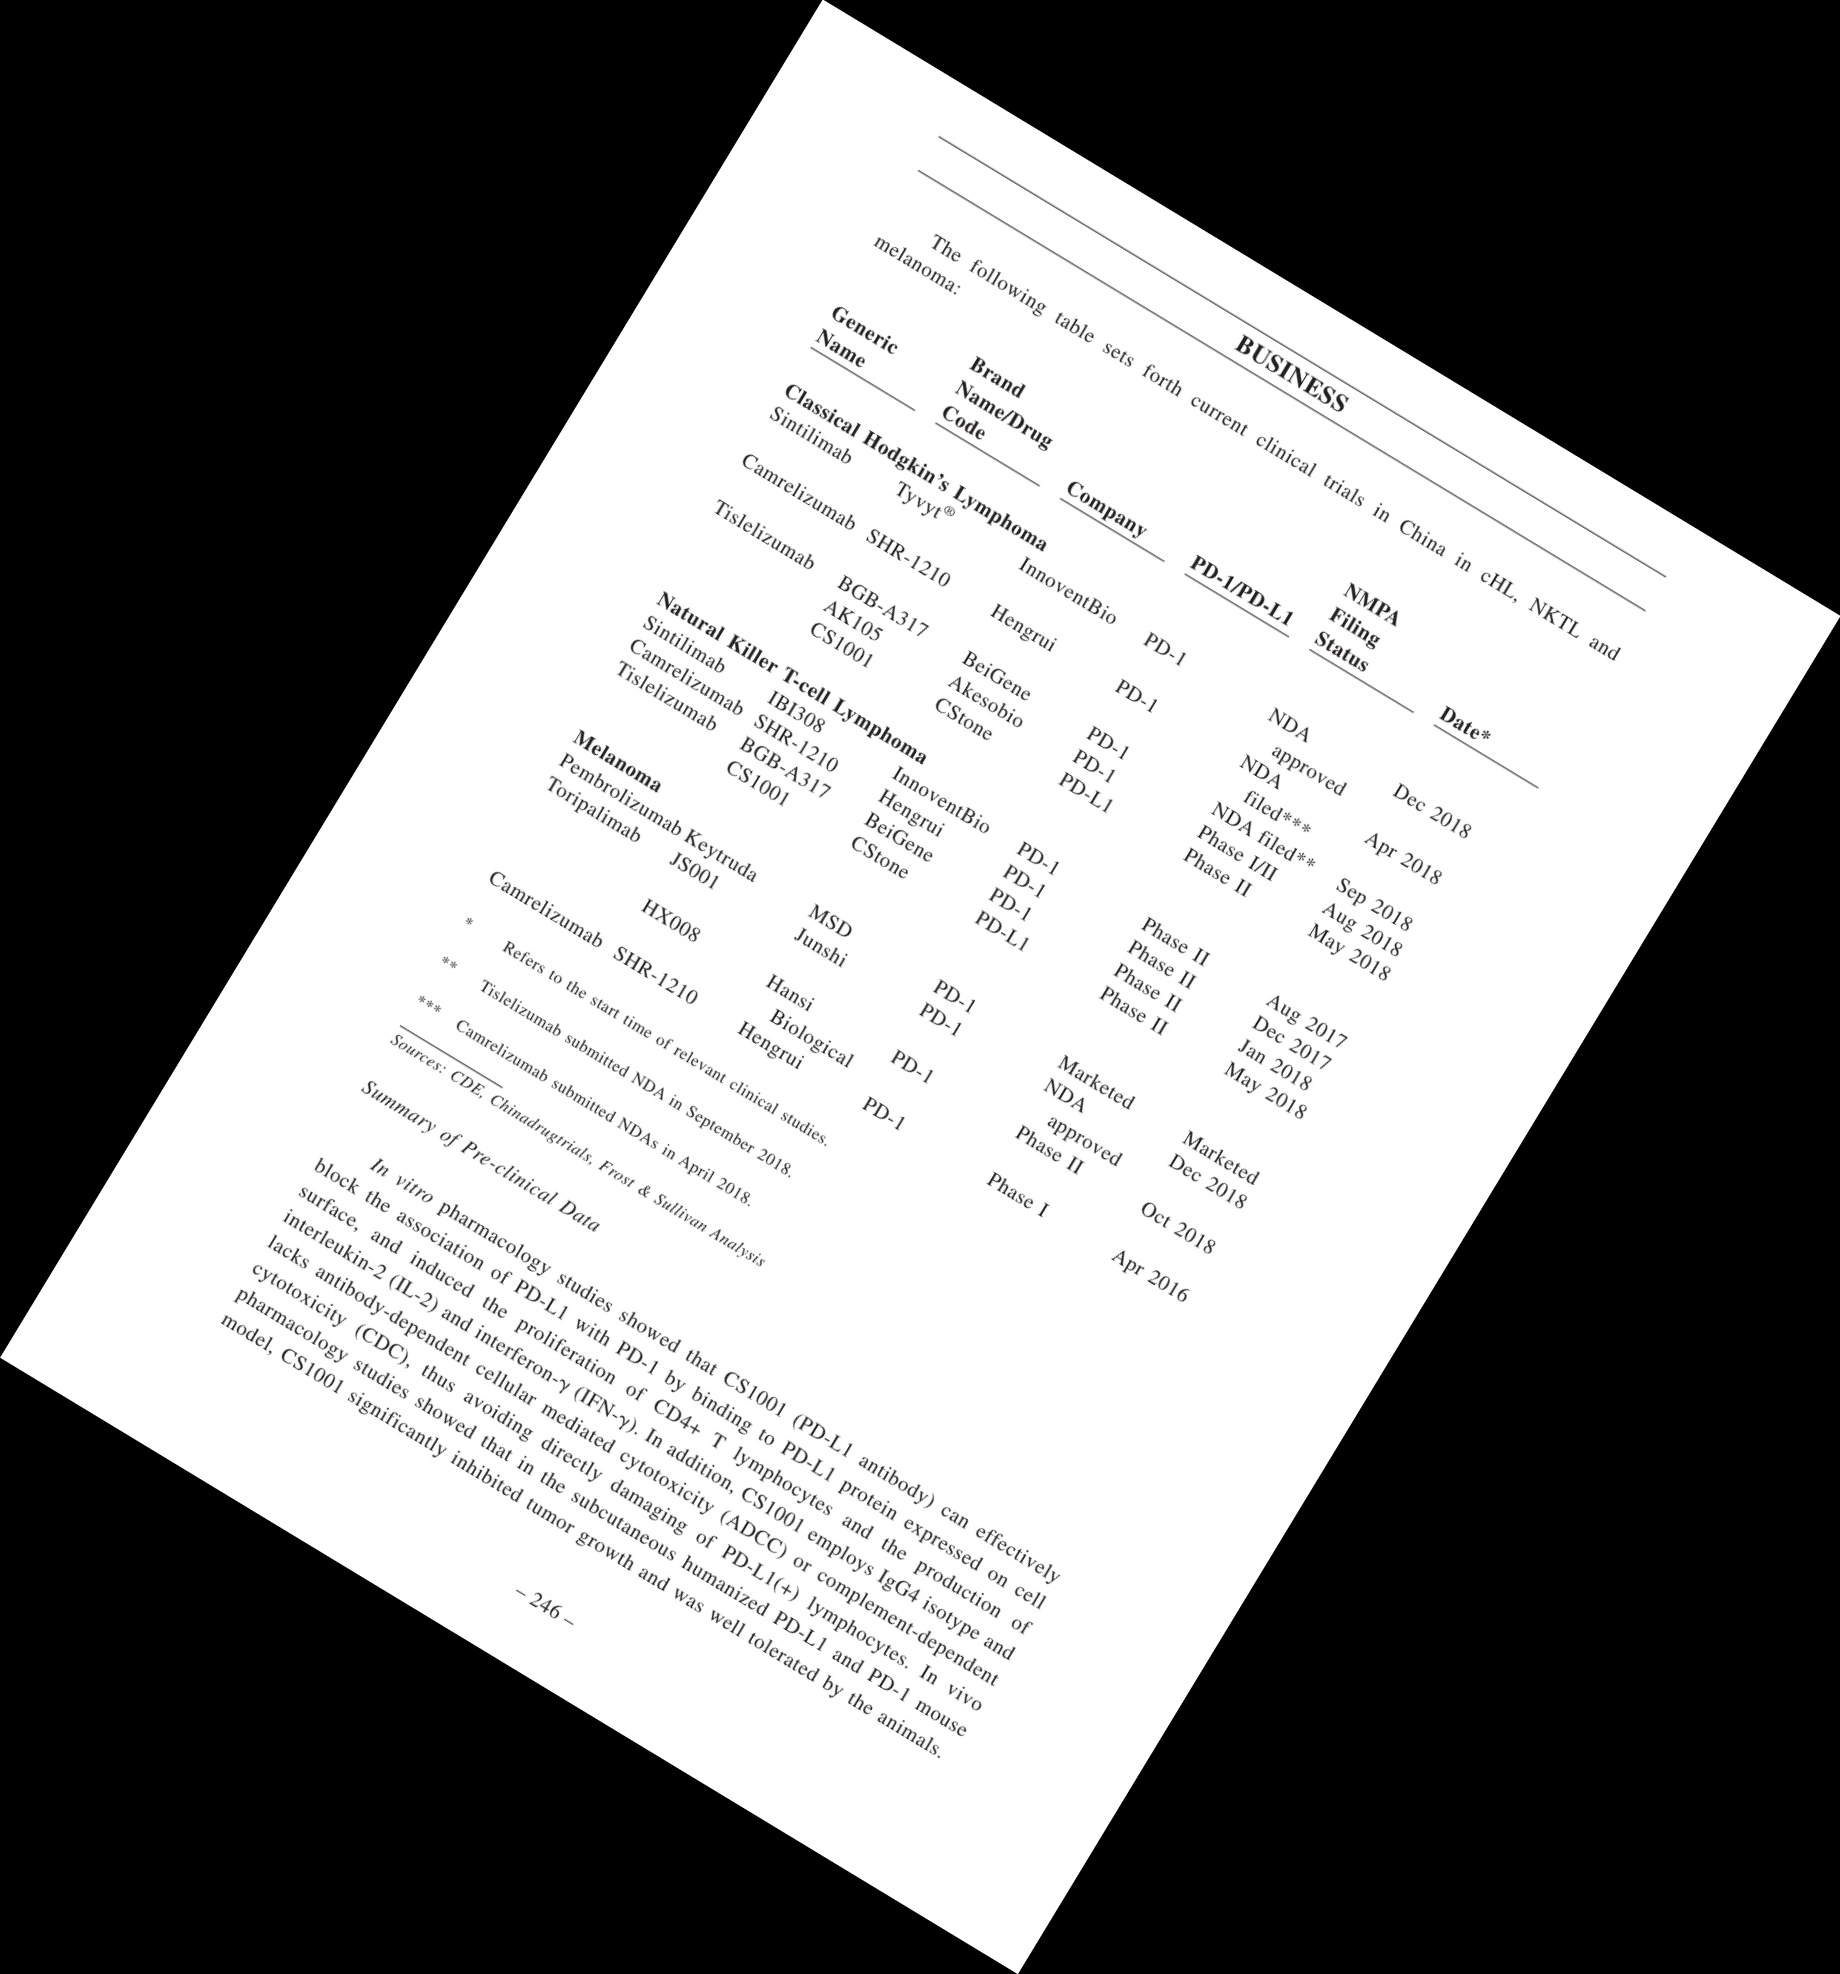 BUSINESS
The following table sets forth current clinical trials in China in cHL, NKTL and
melanoma:
Generic Name | Brand Name/Drug Code | Company | PD-1/PD-L1 | NMPA Filing Status | Date*
Classical Hodgkin’s Lymphoma
Sintilimab Tyvyt® InnoventBio PD-1 NDA approved Dec 2018
Camrelizumab SHR-1210 Hengrui PD-1 NDA filed*** Apr 2018
Tislelizumab BGB-A317 BeiGene PD-1 NDA filed** Sep 2018
AK105 Akesobio PD-1 Phase I/II Aug 2018
CS1001 CStone PD-L1 Phase II May 2018
Natural Killer T-cell Lymphoma
Sintilimab IBI308 InnoventBio PD-1 Phase II Aug 2017
Camrelizumab SHR-1210 Hengrui PD-1 Phase II Dec 2017
Tislelizumab BGB-A317 BeiGene PD-1 Phase II Jan 2018
CS1001 CStone PD-L1 Phase II May 2018
Melanoma
Pembrolizumab Keytruda MSD PD-1 Marketed Marketed
Toripalimab JS001 Junshi PD-1 NDA approved Dec 2018
HX008 Hansi Biological PD-1 Phase II Oct 2018
Camrelizumab SHR-1210 Hengrui PD-1 Phase I Apr 2016
* Refers to the start time of relevant clinical studies.
** Tislelizumab submitted NDA in September 2018.
*** Camrelizumab submitted NDAs in April 2018.
Sources: CDE, Chinadrugtrials, Frost & Sullivan Analysis
Summary of Pre-clinical Data
In vitro pharmacology studies showed that CS1001 (PD-L1 antibody) can effectively
block the association of PD-L1 with PD-1 by binding to PD-L1 protein expressed on cell
surface, and induced the proliferation of CD4+ T lymphocytes and the production of
interleukin-2 (IL-2) and interferon-γ (IFN-γ). In addition, CS1001 employs IgG4 isotype and
lacks antibody-dependent cellular mediated cytotoxicity (ADCC) or complement-dependent
cytotoxicity (CDC), thus avoiding directly damaging of PD-L1(+) lymphocytes. In vivo
pharmacology studies showed that in the subcutaneous humanized PD-L1 and PD-1 mouse
model, CS1001 significantly inhibited tumor growth and was well tolerated by the animals.
– 246 –